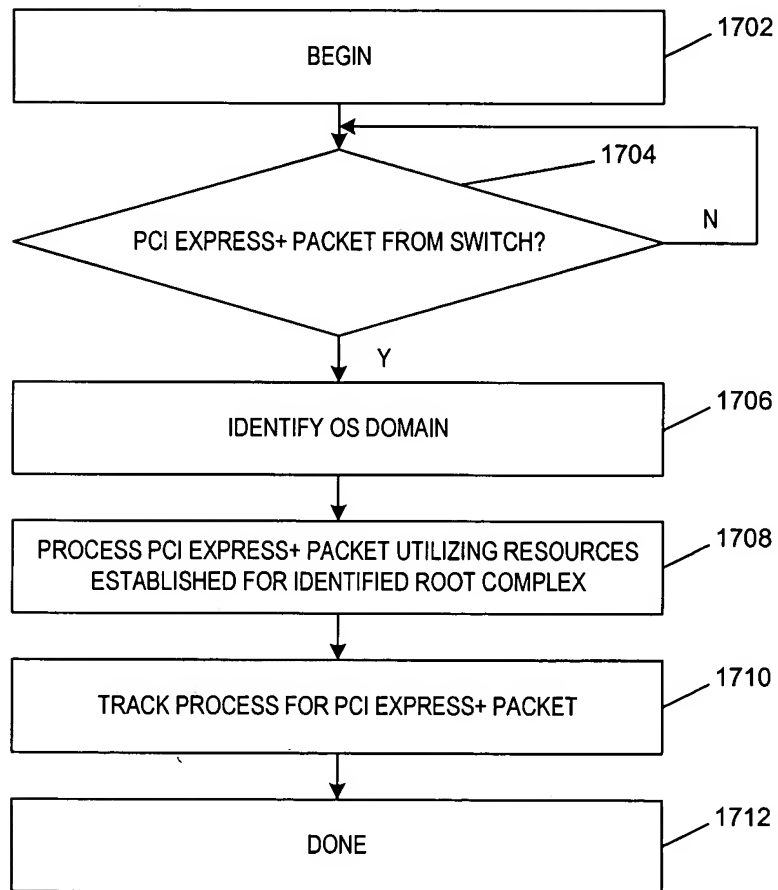 BEGIN
1702
1704
PCI EXPRESS+ PACKET FROM SWITCH?
N
Y
IDENTIFY OS DOMAIN
1706
PROCESS PCI EXPRESS+ PACKET UTILIZING RESOURCES
ESTABLISHED FOR IDENTIFIED ROOT COMPLEX
1708
TRACK PROCESS FOR PCI EXPRESS+ PACKET
1710
DONE
1712